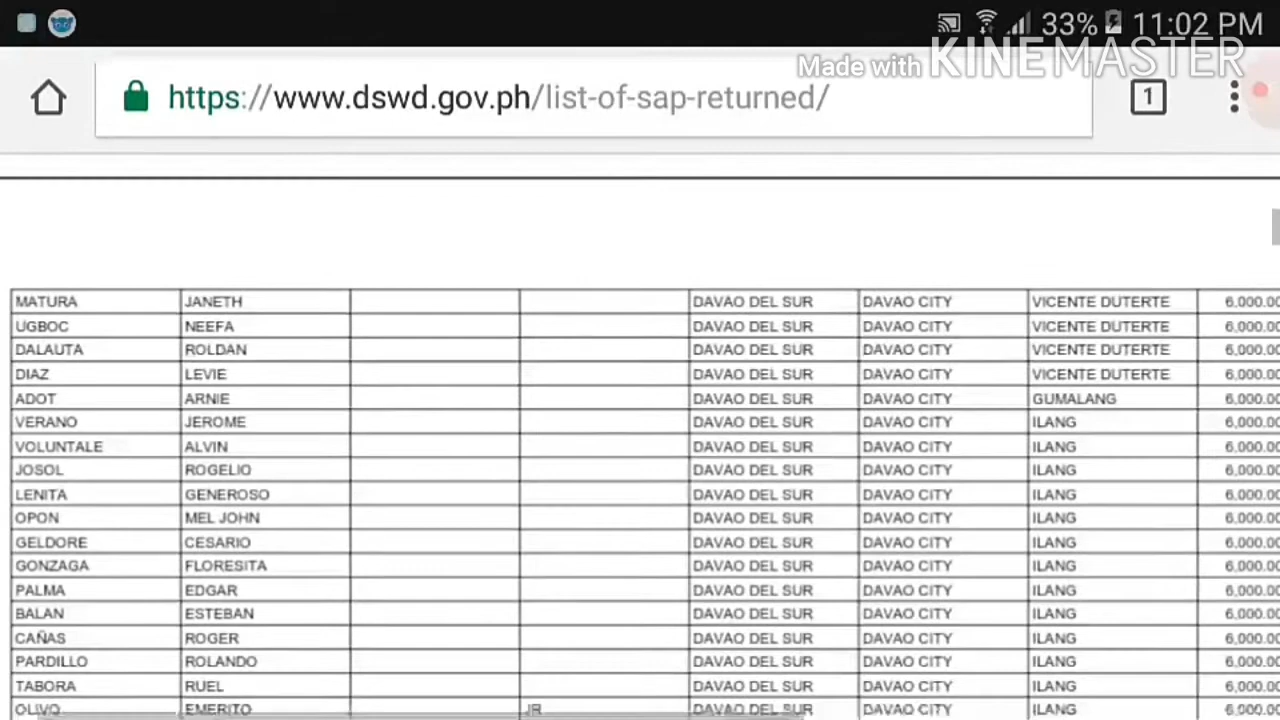 33% 11:02 PM
Made with KINEMASTER
https://www.dswd.gov.ph/list-of-sap-returned/
1
MATURA JANETH DAVAO DEL SUR DAVAO CITY VICENTE DUTERTE 6,000.00
UGBOC NEEFA DAVAO DEL SUR DAVAO CITY VICENTE DUTERTE 6,000.00
DALAUTA ROLDAN DAVAO DEL SUR DAVAO CITY VICENTE DUTERTE 6,000.00
DIAZ LEVIE DAVAO DEL SUR DAVAO CITY VICENTE DUTERTE 6,000.00
ADOT ARNIE DAVAO DEL SUR DAVAO CITY GUMALANG 6,000.00
VERANO JEROME DAVAO DEL SUR DAVAO CITY ILANG 6,000.00
VOLUNTALE ALVIN DAVAO DEL SUR DAVAO CITY ILANG 6,000.00
JOSOL ROGELIO DAVAO DEL SUR DAVAO CITY ILANG 6,000.00
LENITA GENEROSO DAVAO DEL SUR DAVAO CITY ILANG 6,000.00
OPON MEL JOHN DAVAO DEL SUR DAVAO CITY ILANG 6,000.00
GELDORE CESARIO DAVAO DEL SUR DAVAO CITY ILANG 6,000.00
GONZAGA FLORESITA DAVAO DEL SUR DAVAO CITY ILANG 6,000.00
PALMA EDGAR DAVAO DEL SUR DAVAO CITY ILANG 6,000.00
BALAN ESTEBAN DAVAO DEL SUR DAVAO CITY ILANG 6,000.00
CAÑAS ROGER DAVAO DEL SUR DAVAO CITY ILANG 6,000.00
PARDILLO ROLANDO DAVAO DEL SUR DAVAO CITY ILANG 6,000.00
TABORA RUEL DAVAO DEL SUR DAVAO CITY ILANG 6,000.00
OLIVO EMERITO JR DAVAO DEL SUR DAVAO CITY ILANG 6,000.00